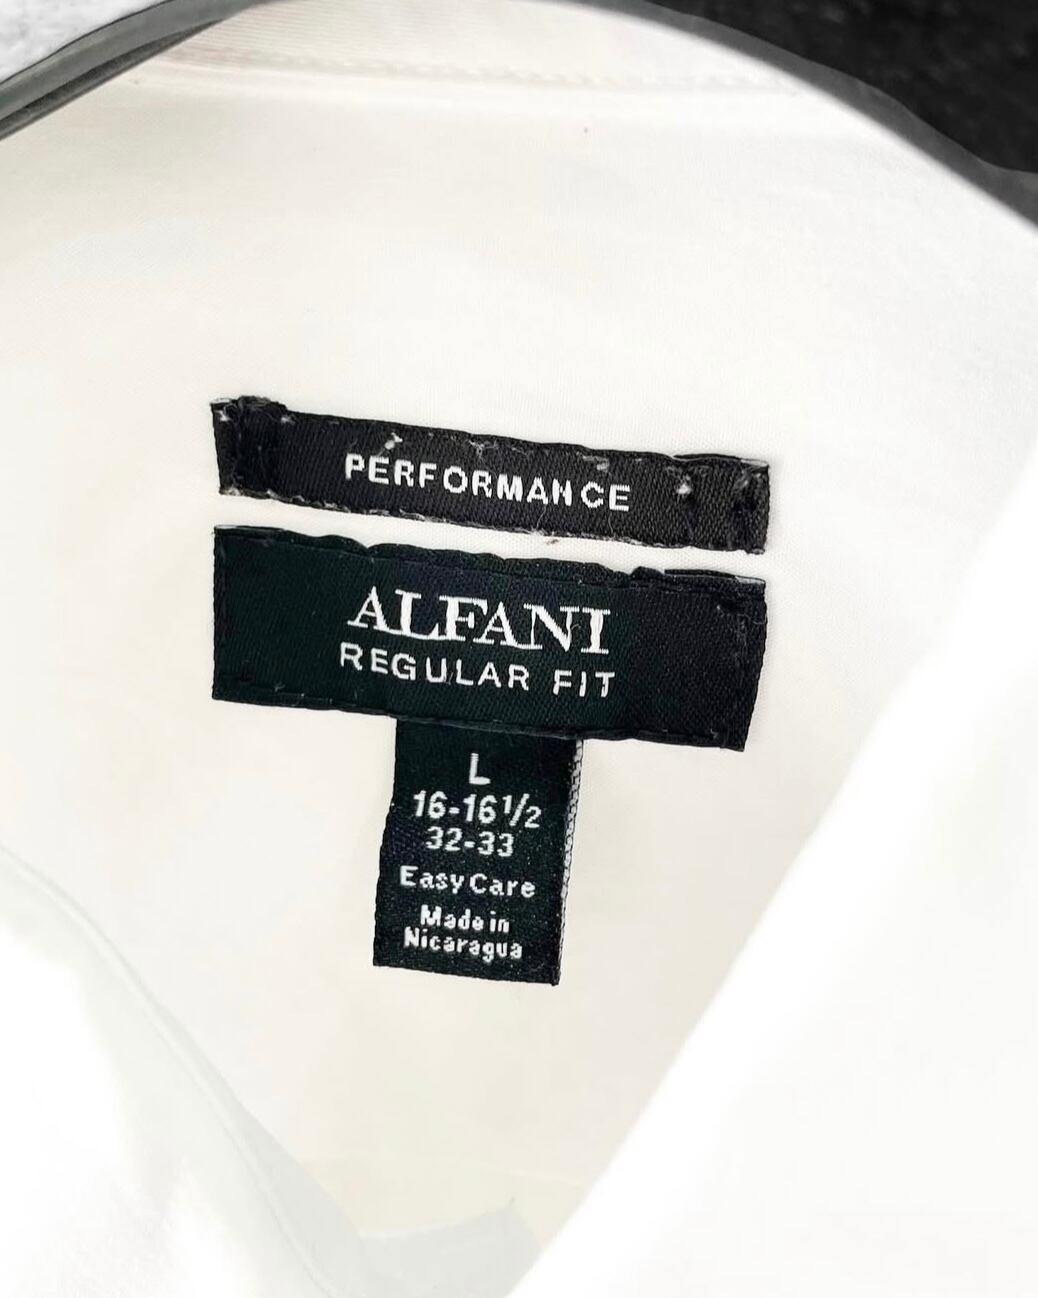 PERFORMANCE
ALFANI
REGULAR FIT
L
16-16 1/2
32-33
Easy Care
Made in
Nicaragua